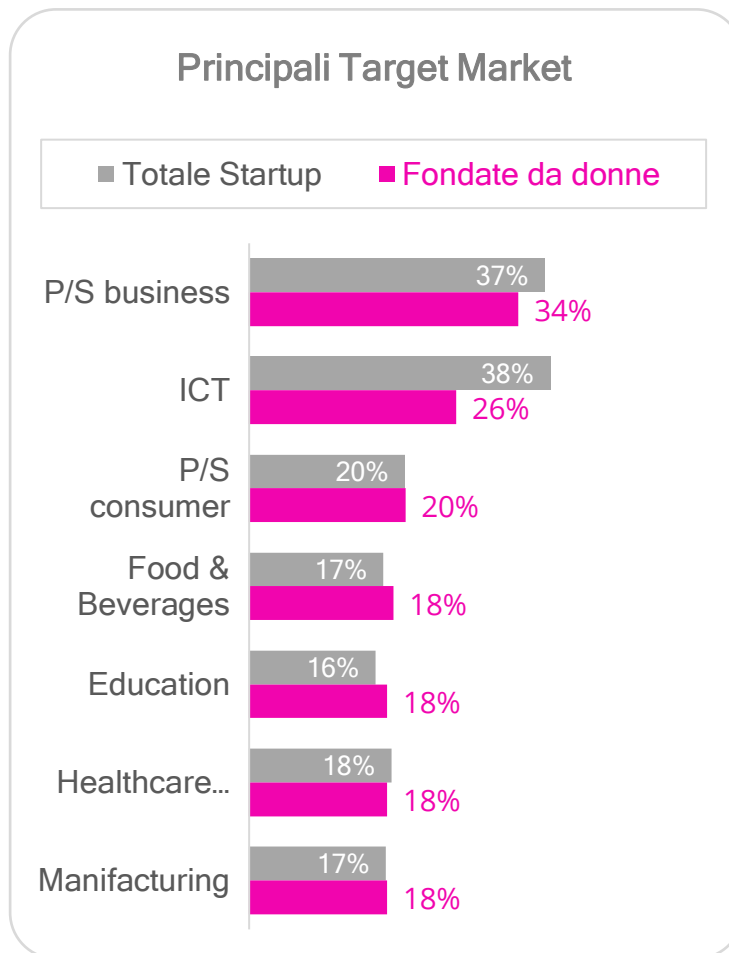 Principali Target Market
Totale Startup Fondate da donne
P/S business
37%
34%
ICT
38%
26%
P/S
consumer
20%
20%
Food &
Beverages
17%
18%
Education
16%
18%
Healthcare...
18%
18%
Manifacturing
17%
18%